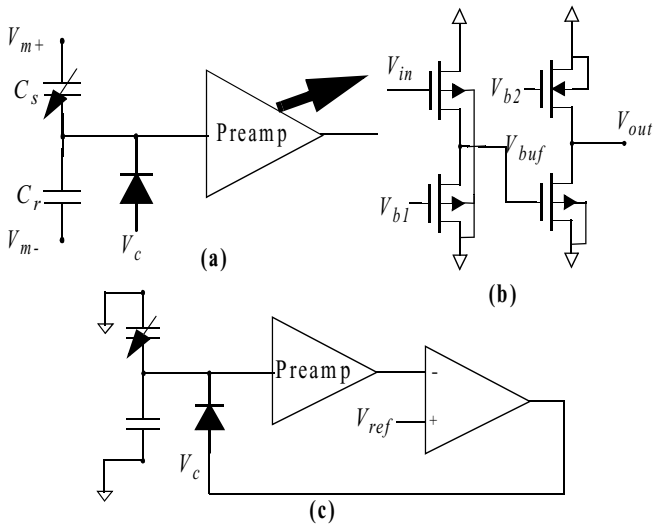 V_{m+}
C_s
Preamp
C_r
V_{m-}
V_c
(a)
V_{in}
V_{b2}
V_{out}
V_{buf}
V_{b1}
(b)
Preamp
-
V_{ref}
+
V_c
(c)